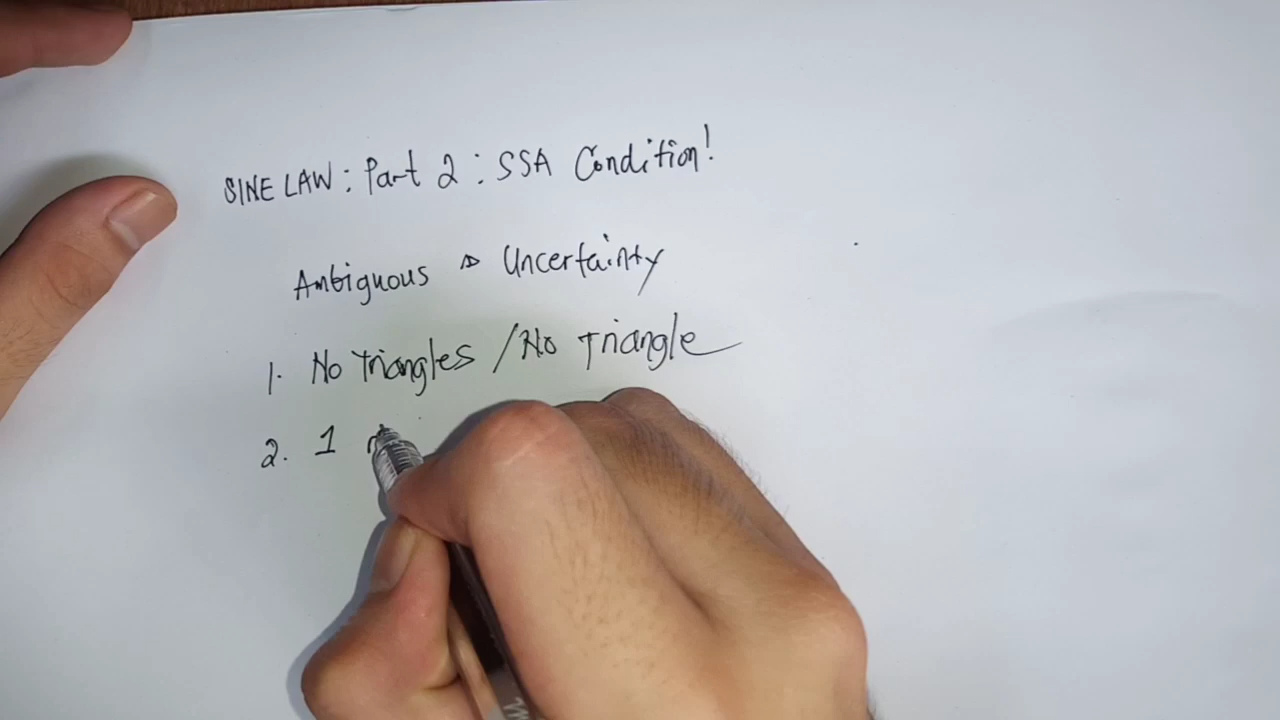 SINE LAW: Part 2: SSA Condition!
Ambiguous → Uncertainty
1. No Triangles / No Triangle
2. 1